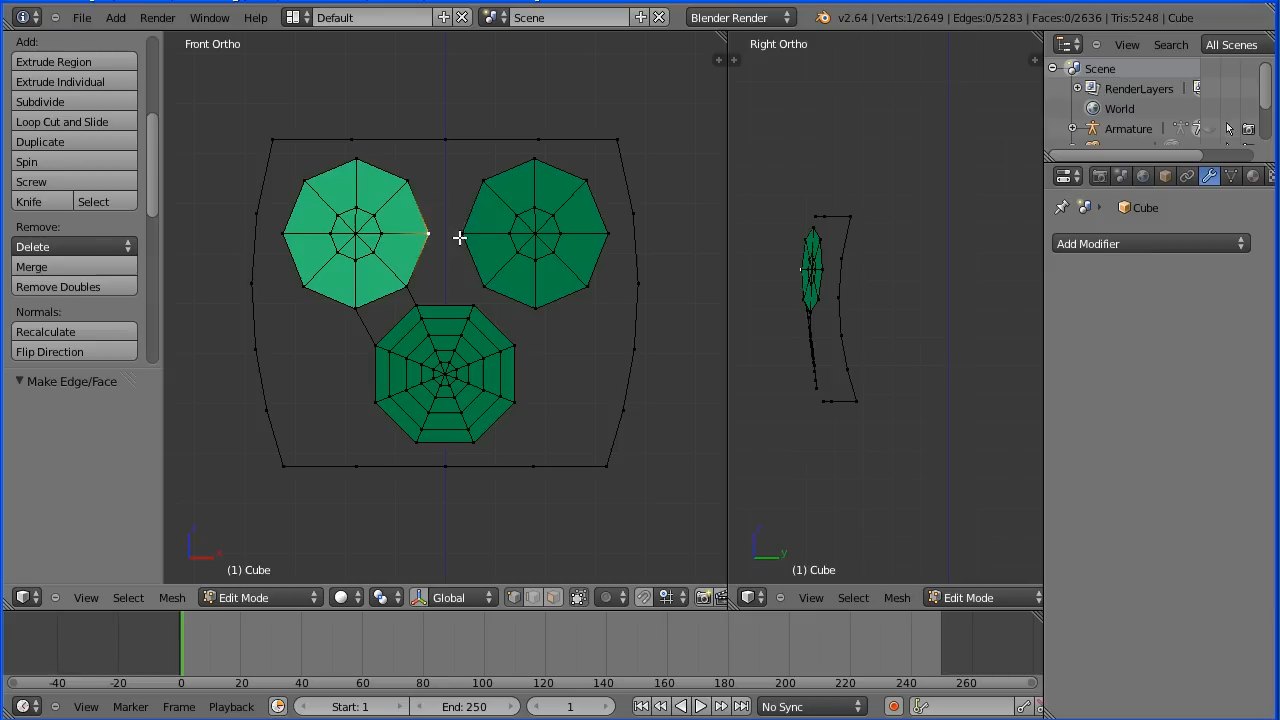 File Add Render Window Help Default Scene Blender Render v2.64 | Verts:1/2649 | Edges:0/5283 | Faces:0/2636 | Tris:5248 | Cube
Add:
Extrude Region
Extrude Individual
Subdivide
Loop Cut and Slide
Duplicate
Spin
Screw
Knife Select
Remove:
Delete
Merge
Remove Doubles
Normals:
Recalculate
Flip Direction
Make Edge/Face
Front Ortho
(1) Cube
View Select Mesh Edit Mode Global
Right Ortho
(1) Cube
View Select Mesh Edit Mode
View Search All Scenes
Scene
RenderLayers
World
Armature
Cube
Add Modifier
-40 -20 0 20 40 60 80 100 120 140 160 180 200 220 240 260
View Marker Frame Playback Start: 1 End: 250 1 No Sync